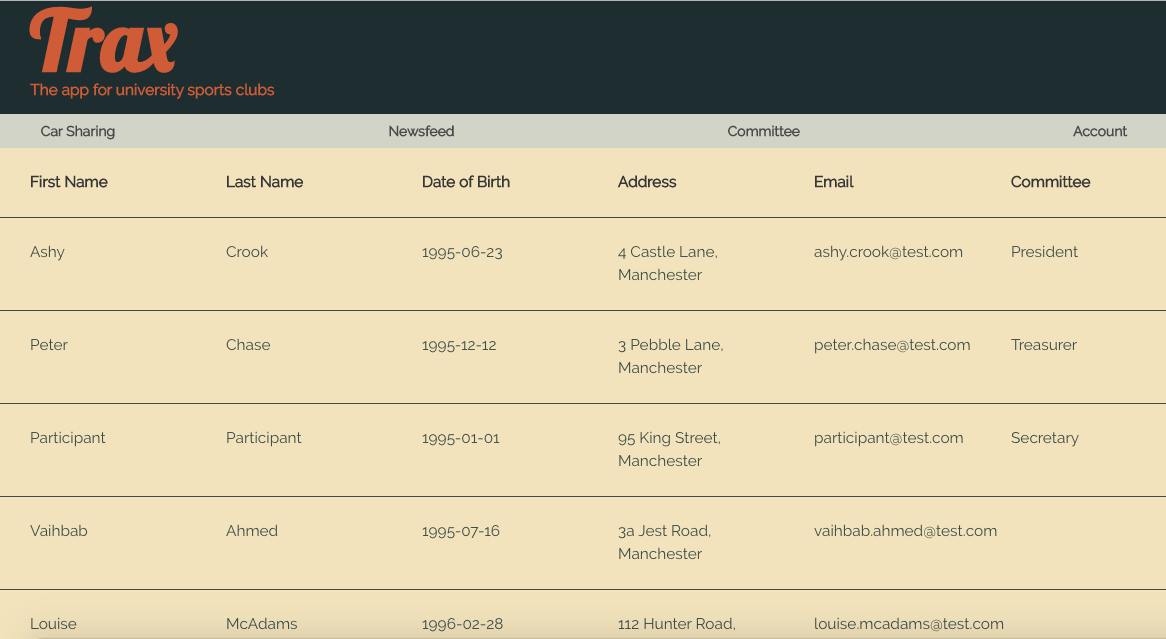 Trax
The app for university sports clubs
Car Sharing Newsfeed Committee Account
First Name Last Name Date of Birth Address Email Committee
Ashy Crook 1995-06-23 4 Castle Lane, ashy.crook@test.com President
Manchester
Peter Chase 1995-12-12 3 Pebble Lane, peter.chase@test.com Treasurer
Manchester
Participant Participant 1995-01-01 95 King Street, participant@test.com Secretary
Manchester
Vaihbab Ahmed 1995-07-16 3a Jest Road, vaihbab.ahmed@test.com
Manchester
Louise McAdams 1996-02-28 112 Hunter Road, louise.mcadams@test.com